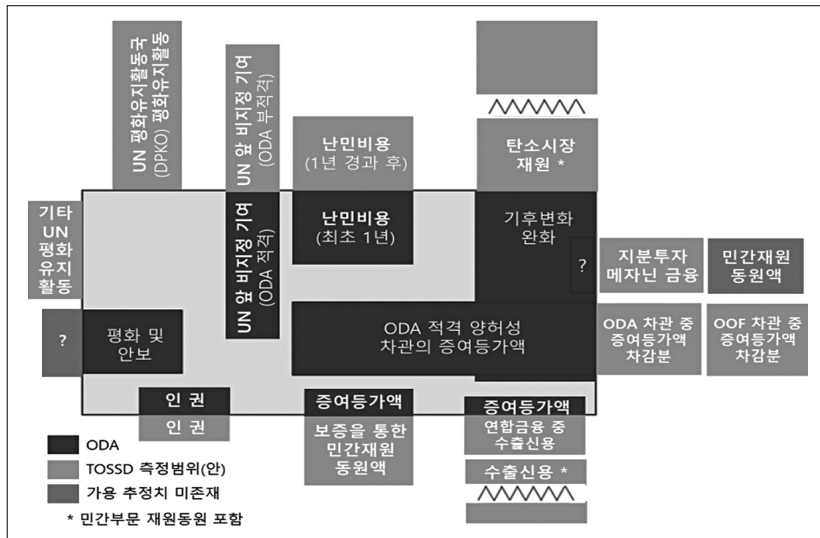 UN 평화유지활동국
(DPKO) 평화유지활동
UN 앞 비지정 기여
(ODA 부적격)
난민비용
(1년 경과 후)
탄소시장
재원 *
기타
UN
평화
유지
활동
UN 앞 비지정 기여
(ODA 적격)
난민비용
(최초 1년)
기후변화
완화
?
지분투자
메자닌 금융
민간재원
동원액
?
평화 및
안보
ODA 적격 양허성
차관의 증여등가액
ODA 차관 중
증여등가액
차감분
OOF 차관 중
증여등가액
차감분
인 권
인 권
증여등가액
보증을 통한
민간재원
동원액
증여등가액
연합금융 중
수출신용
수출신용 *
ODA
TOSSD 측정범위(안)
가용 추정치 미존재
* 민간부문 재원동원 포함